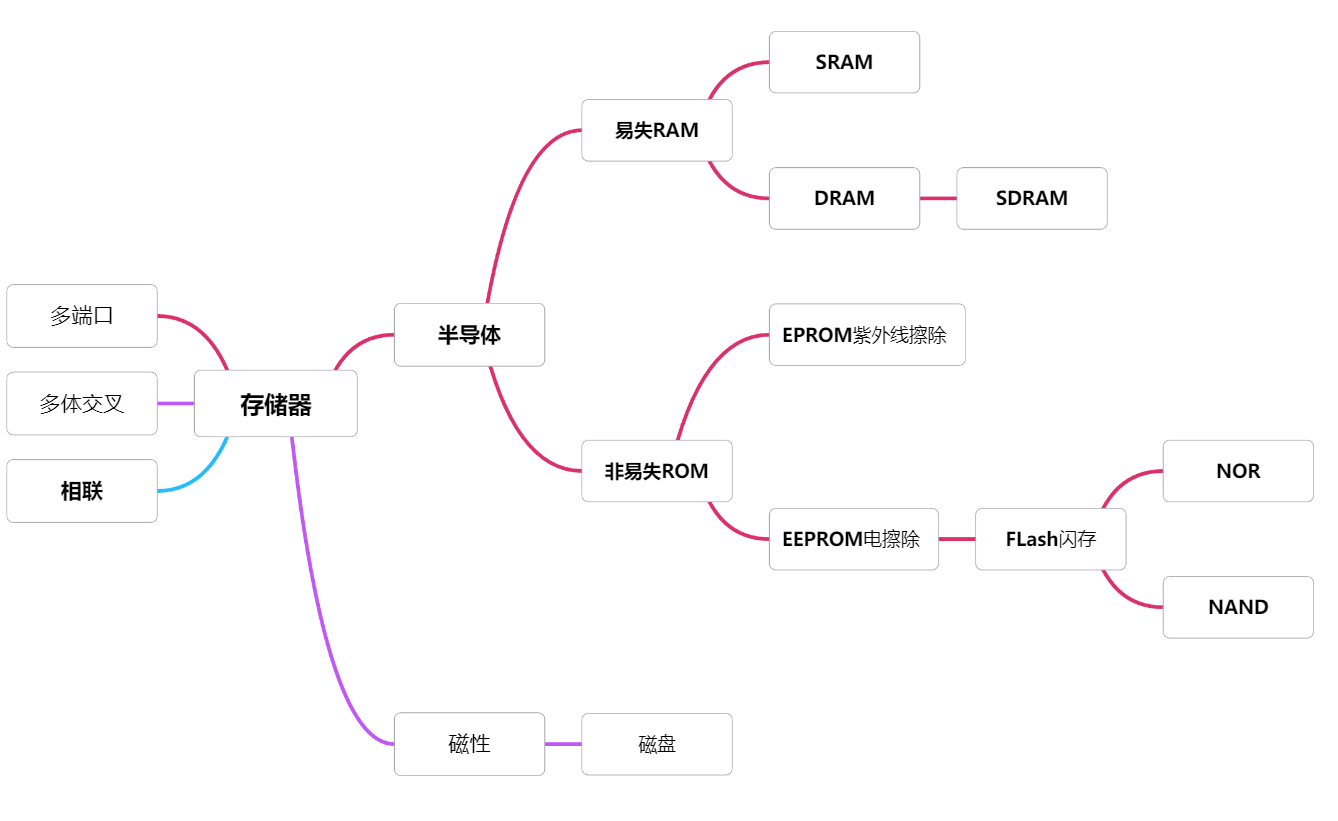 SRAM
易失RAM
DRAM
SDRAM
多端口
半导体
EPROM紫外线擦除
多体交叉
存储器
相联
非易失ROM
NOR
EEPROM电擦除
FLash闪存
NAND
磁性
磁盘